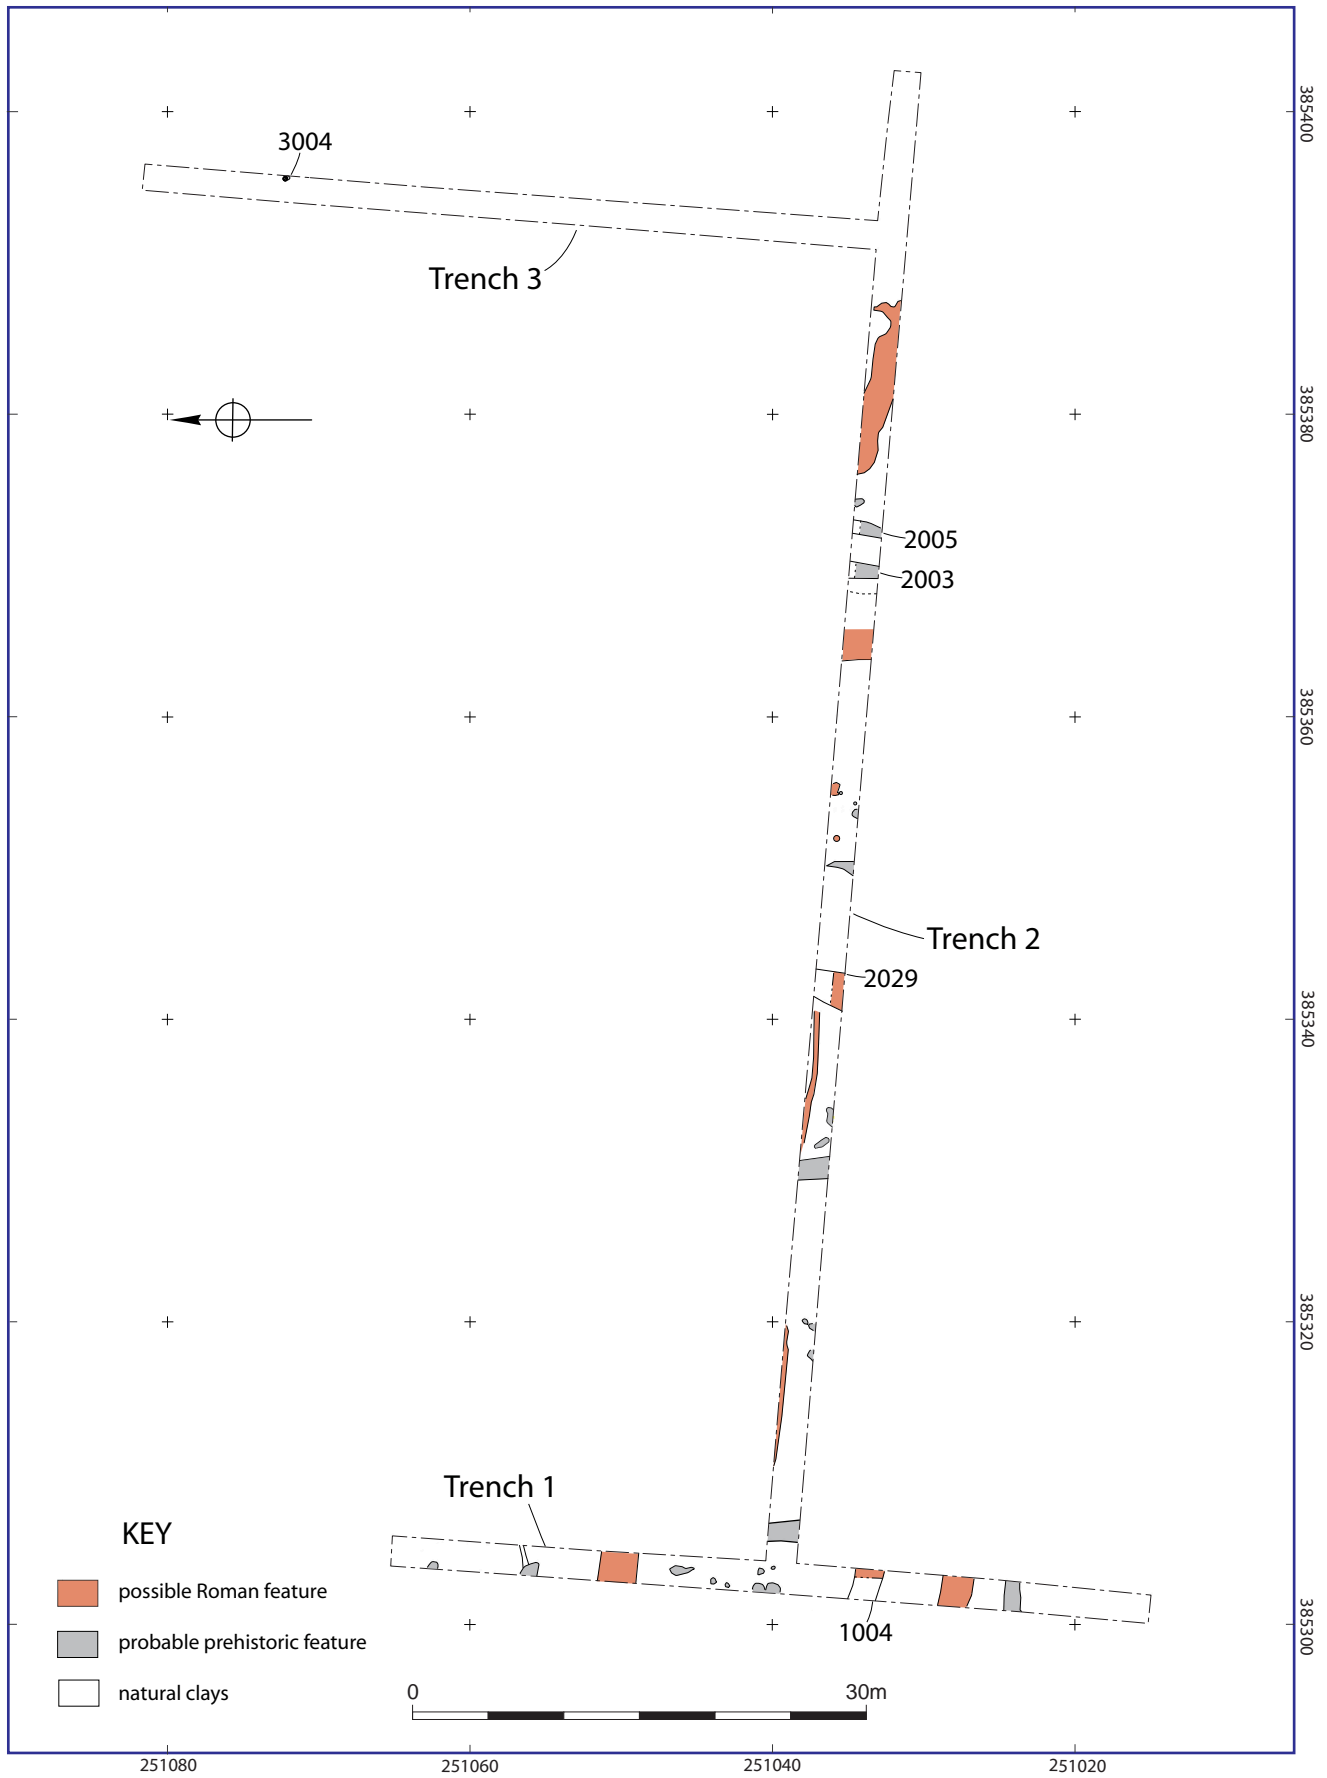 385400
3004
Trench 3
385380
2005
2003
385360
Trench 2
2029
385340
385320
Trench 1
KEY
possible Roman feature
1004
385300
probable prehistoric feature
natural clays
0 30m
251080 251060 251040 251020